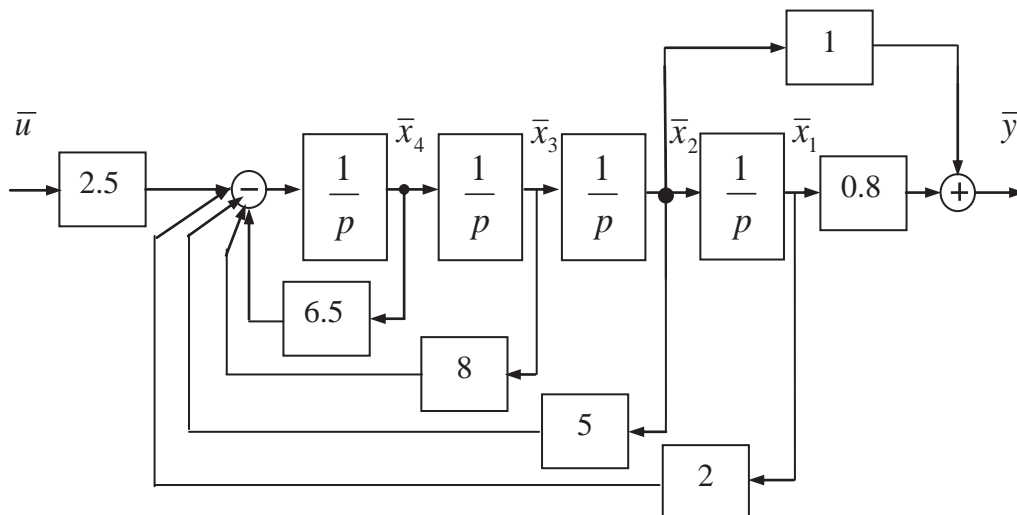 1
u̅ x̅₄ x̅₃ x̅₂ x̅₁ y̅
2.5 − 1/p 1/p 1/p 1/p 0.8 +
6.5
8
5
2